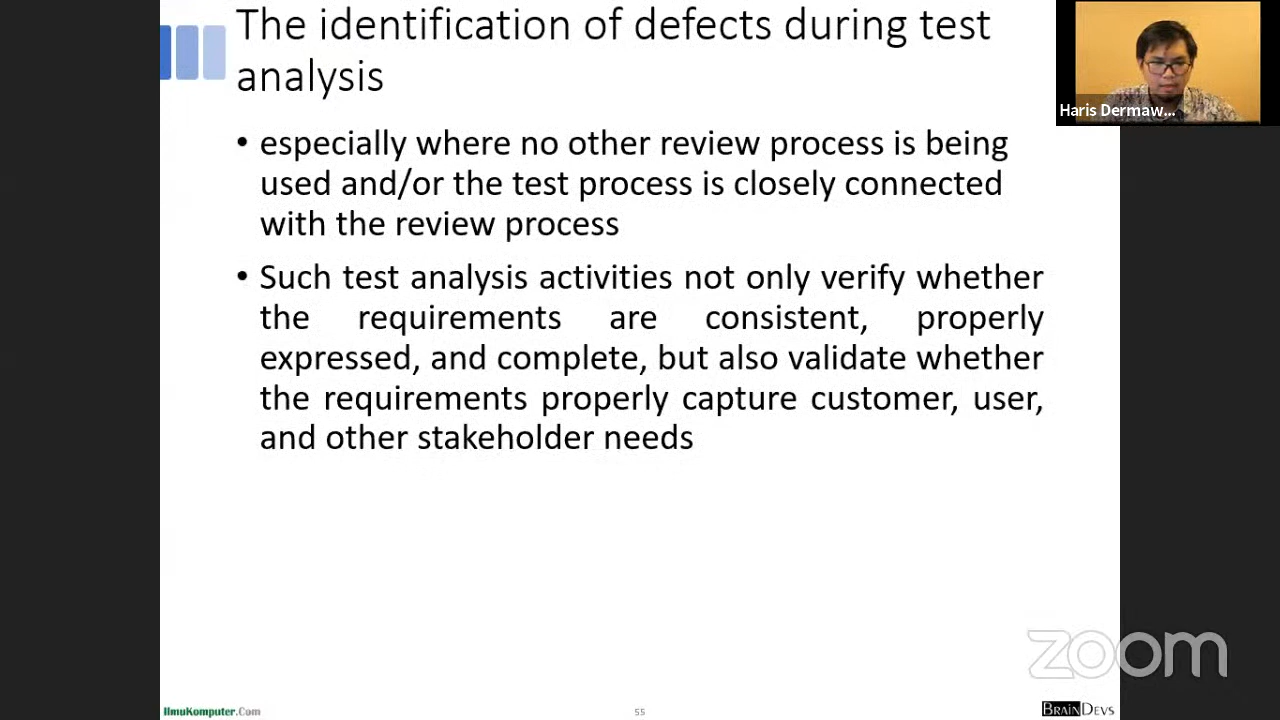 The identification of defects during test
analysis
Haris Dermaw...
• especially where no other review process is being
used and/or the test process is closely connected
with the review process
• Such test analysis activities not only verify whether
the requirements are consistent, properly
expressed, and complete, but also validate whether
the requirements properly capture customer, user,
and other stakeholder needs
zoom
IlmuKomputer.Com
55
BRAINDEVS